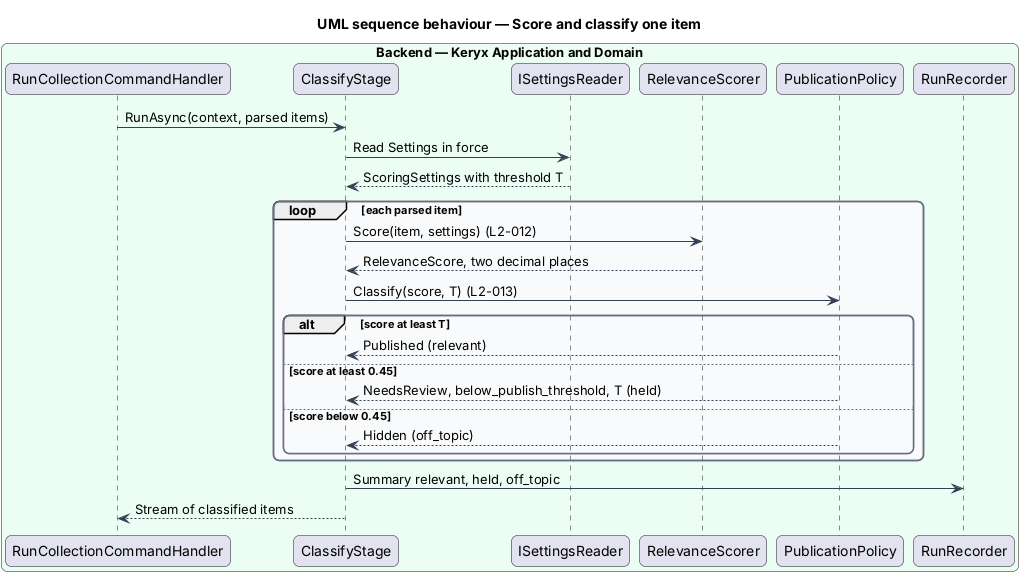 UML sequence behaviour — Score and classify one item
Backend — Keryx Application and Domain
RunCollectionCommandHandler
ClassifyStage
ISettingsReader
RelevanceScorer
PublicationPolicy
RunRecorder
RunAsync(context, parsed items)
Read Settings in force
ScoringSettings with threshold T
loop
[each parsed item]
Score(item, settings) (L2-012)
RelevanceScore, two decimal places
Classify(score, T) (L2-013)
alt
[score at least T]
Published (relevant)
[score at least 0.45]
NeedsReview, below_publish_threshold, T (held)
[score below 0.45]
Hidden (off_topic)
Summary relevant, held, off_topic
Stream of classified items
RunCollectionCommandHandler
ClassifyStage
ISettingsReader
RelevanceScorer
PublicationPolicy
RunRecorder